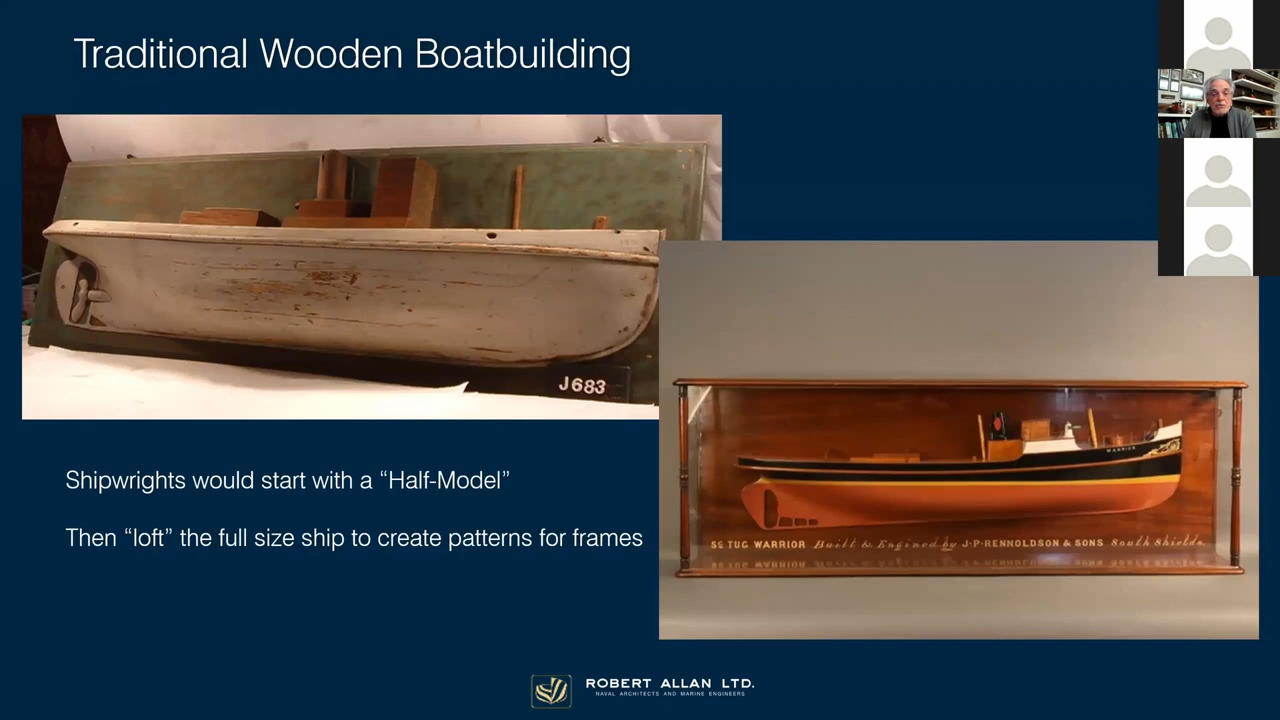 Traditional Wooden Boatbuilding
J683
WARRIOR
SS TUG WARRIOR Built & Engined by J·P·RENNOLDSON & SONS South Shields
Shipwrights would start with a “Half-Model”
Then “loft” the full size ship to create patterns for frames
ROBERT ALLAN LTD.
NAVAL ARCHITECTS AND MARINE ENGINEERS